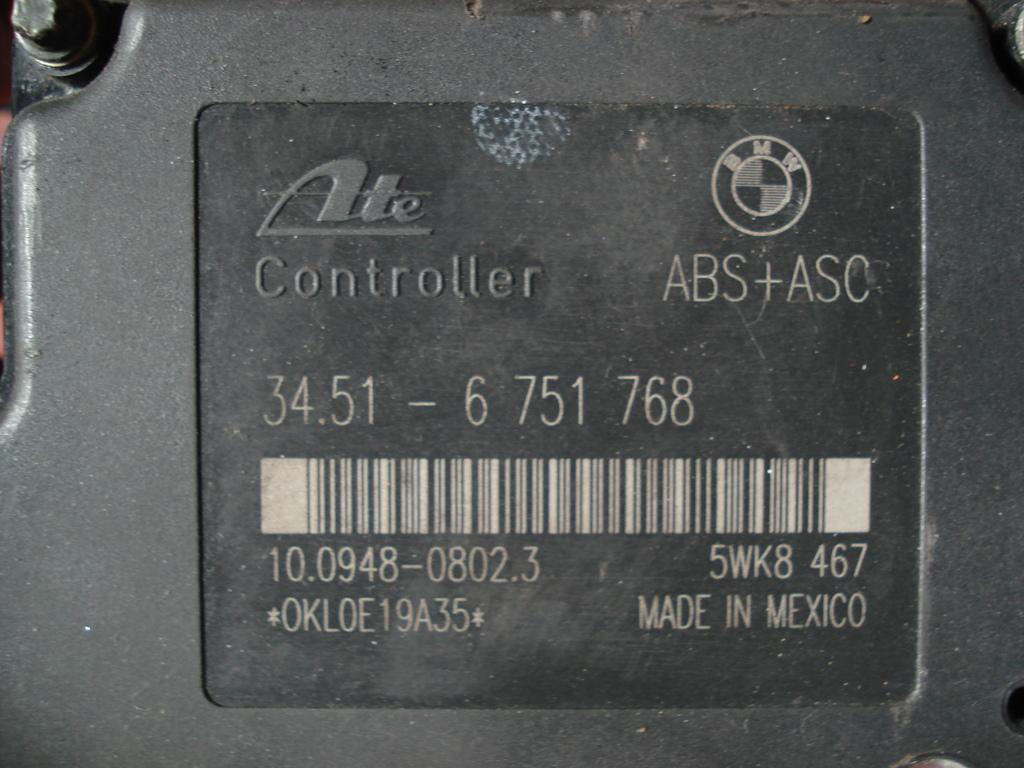 Ate
BMW
Controller
ABS+ASC
34.51 - 6 751 768
10.0948-0802.3
5WK8 467
*0KL0E19A35*
MADE IN MEXICO